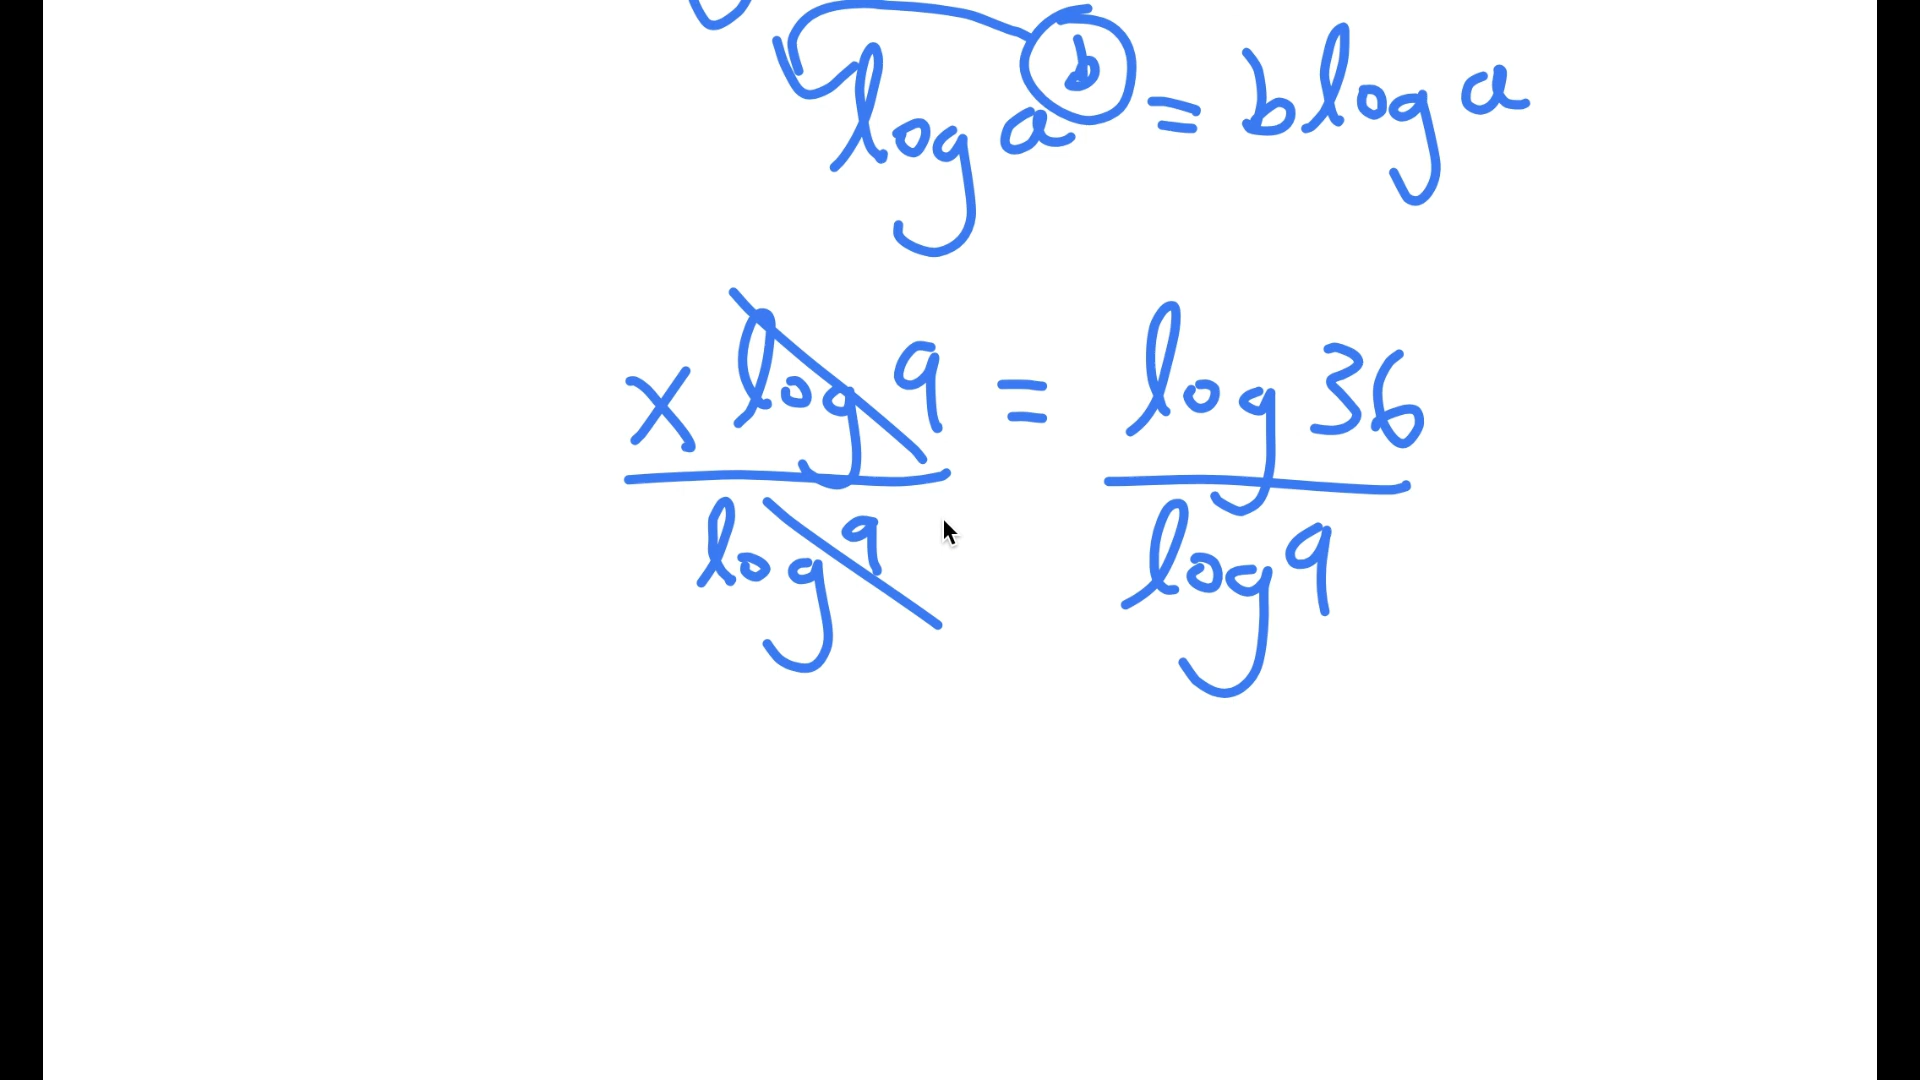 log a^b = b log a
x log 9 = log 36
log 9 log 9